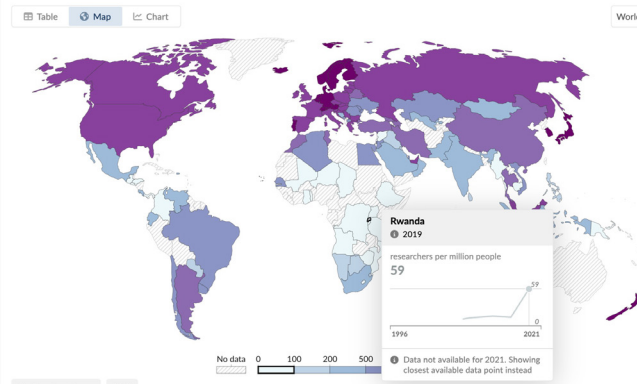 Table Map Chart
World
Rwanda
2019
researchers per million people
59
59
0
1996 2021
Data not available for 2021. Showing
closest available data point instead
No data 0 100 200 500